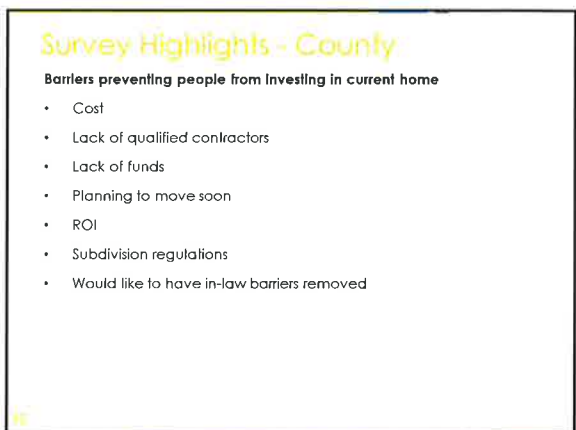 Survey Highlights - County
Barriers preventing people from investing in current home
• Cost
• Lack of qualified contractors
• Lack of funds
• Planning to move soon
• ROI
• Subdivision regulations
• Would like to have in-law barriers removed